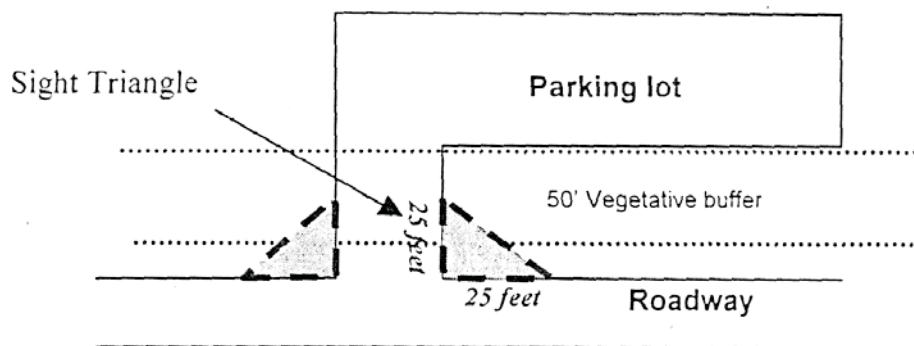 Sight Triangle
Parking lot
50' Vegetative buffer
25 feet
25 feet
Roadway